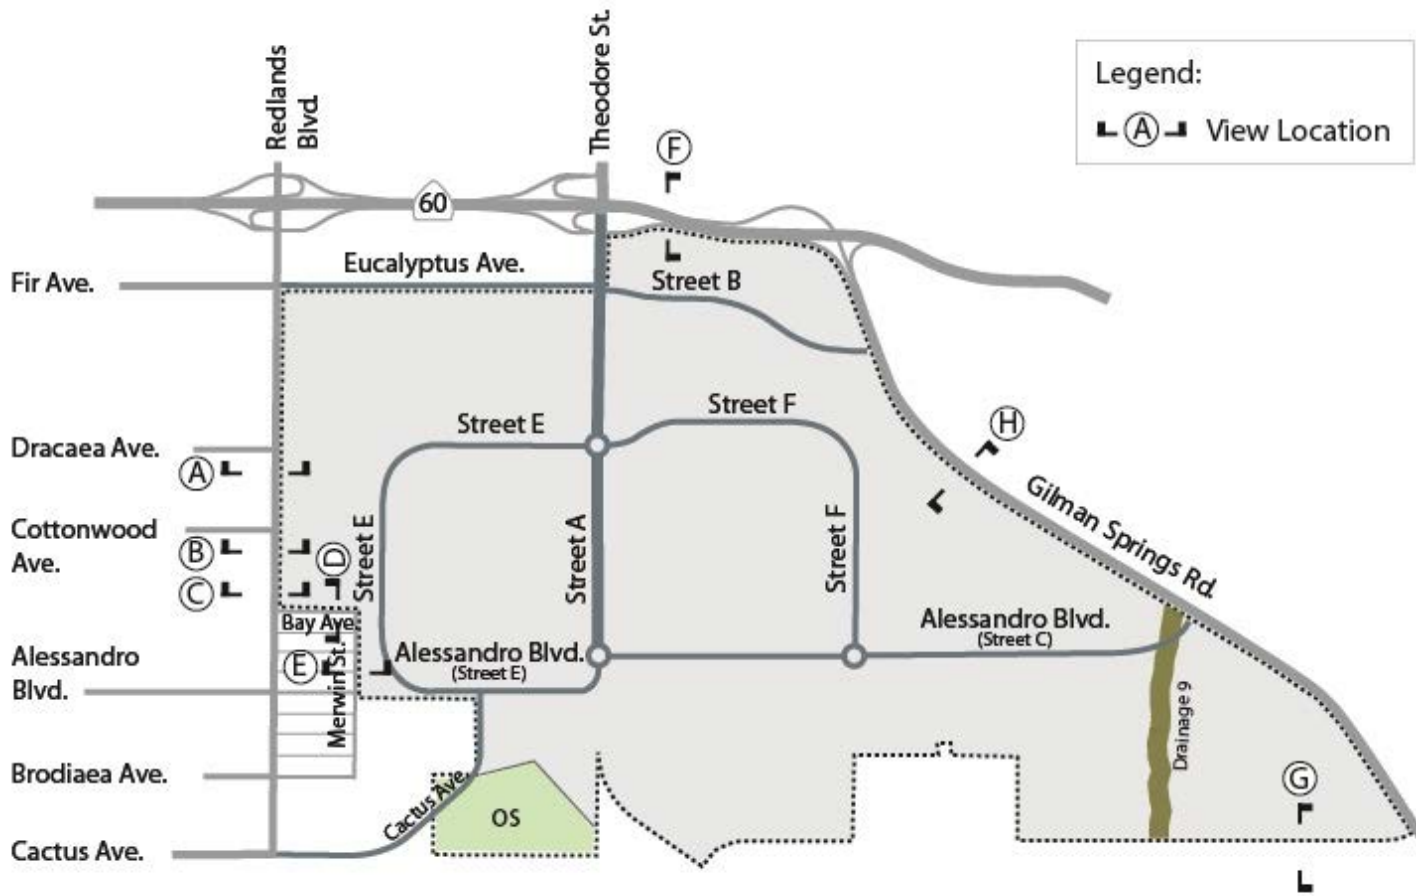 Redlands
Blvd.
Theodore St.
Legend:
A View Location
F
60
Eucalyptus Ave.
Fir Ave.
Street B
Street F
Street E
H
Dracaea Ave.
A
Gilman Springs Rd.
Cottonwood
Ave.
B
D
Street E
Street A
Street F
C
Bay Ave
Alessandro Blvd.
(Street C)
Alessandro
Blvd.
E
Merwin St.
Alessandro Blvd.
(Street E)
Drainage 9
Brodiaea Ave.
Cactus Ave.
G
OS
Cactus Ave.